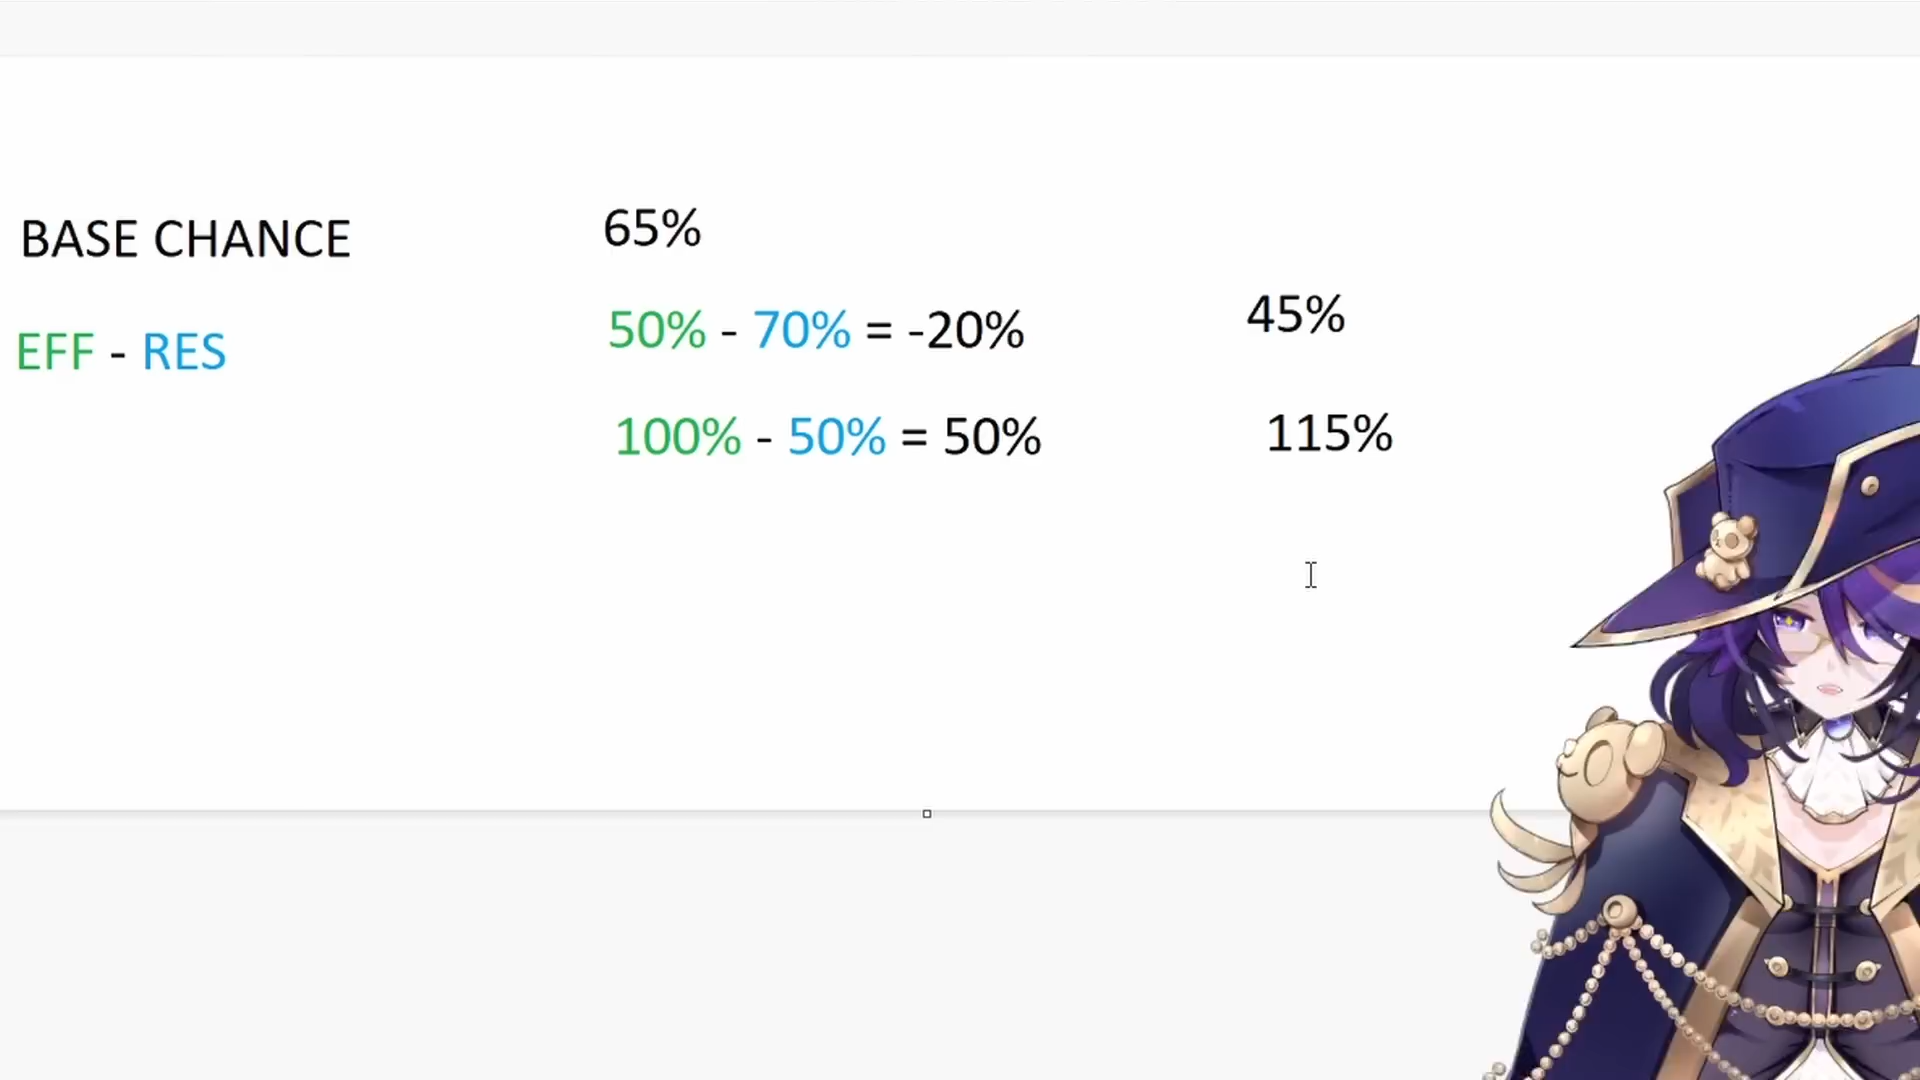 BASE CHANCE 65%
EFF - RES 50% - 70% = -20% 45%
100% - 50% = 50% 115%